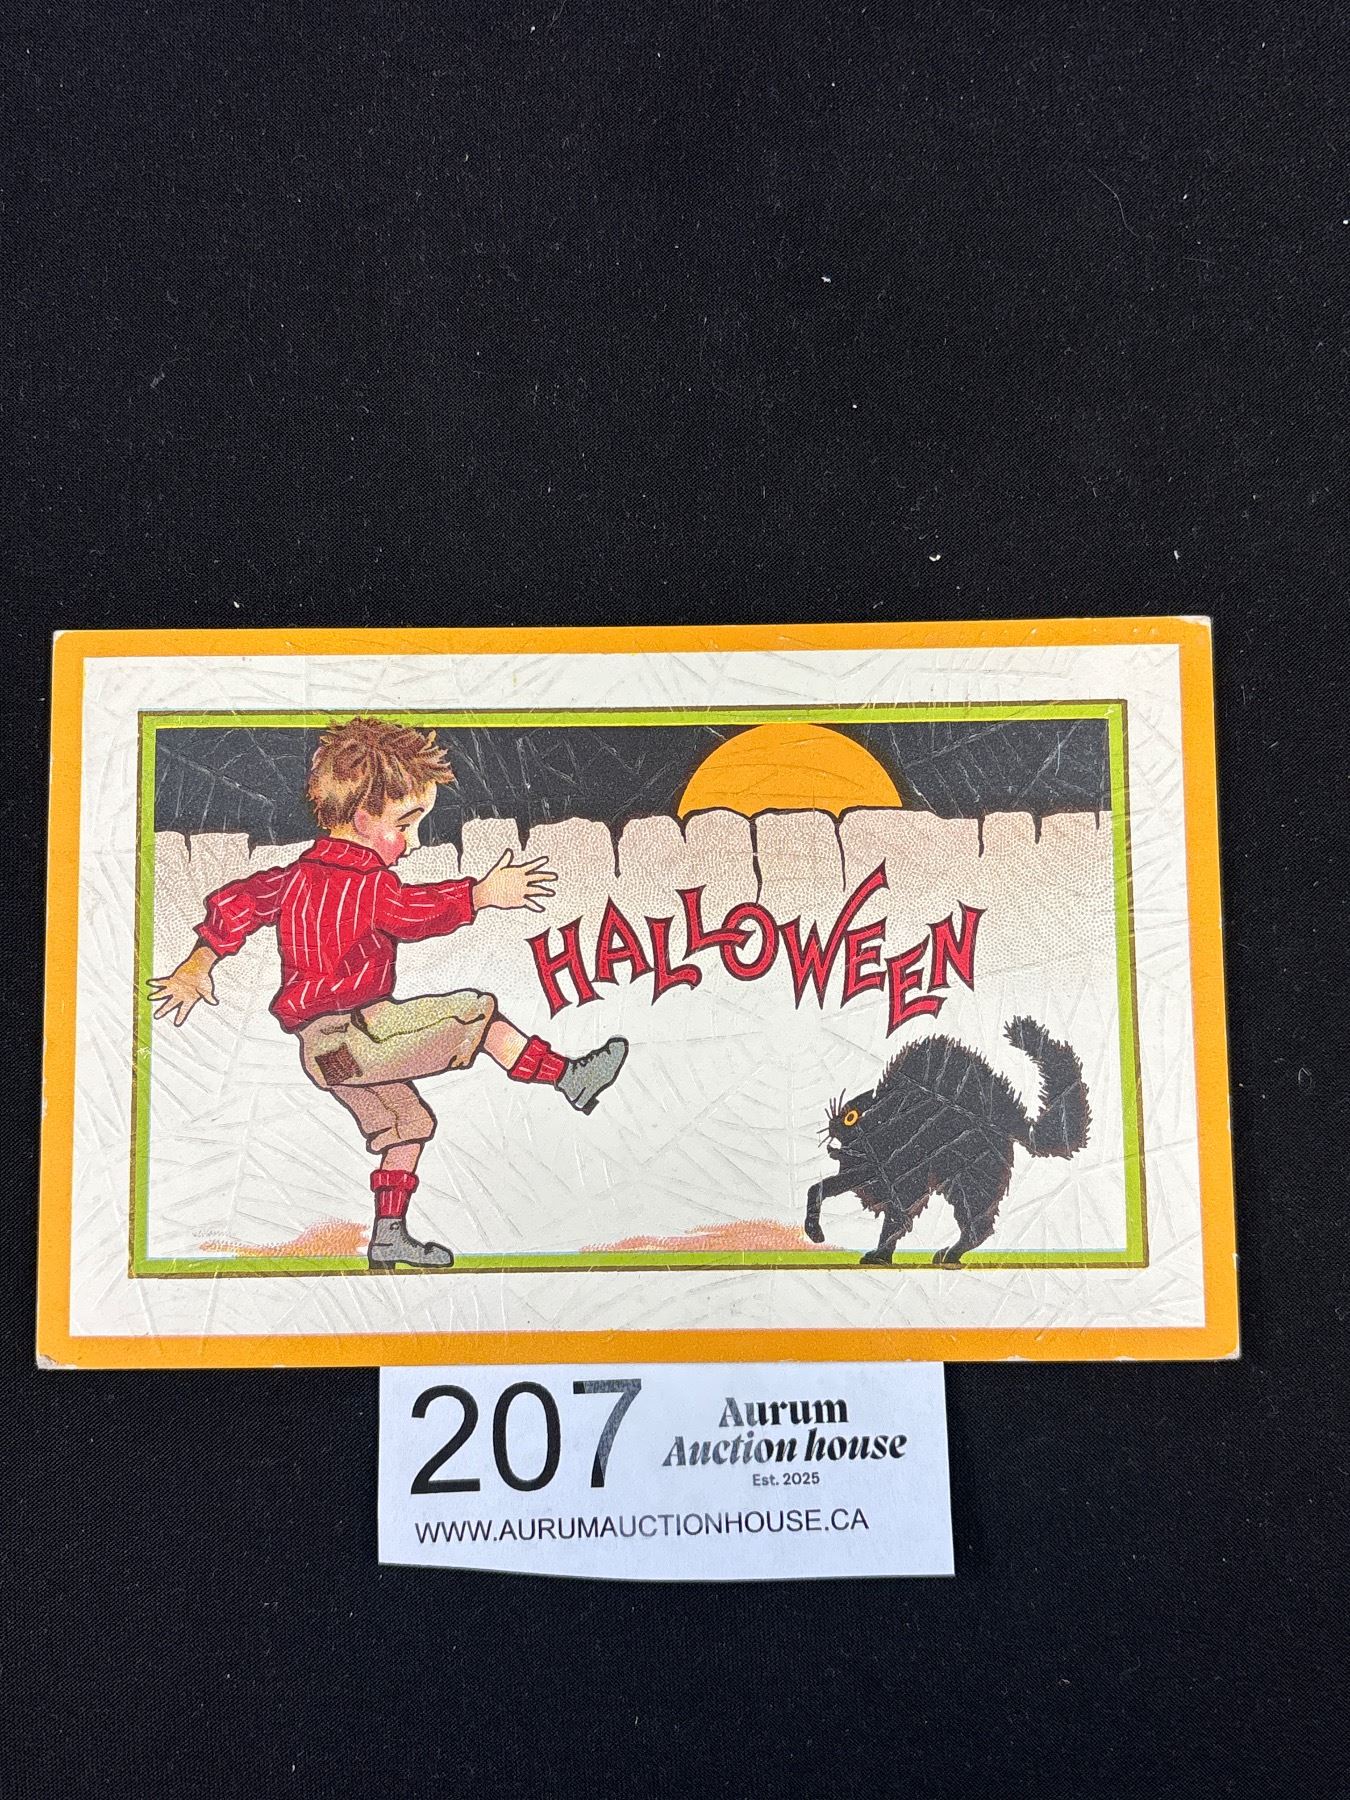 HALLOWEEN
207
Aurum
Auction house
Est. 2025
WWW.AURUMAUCTIONHOUSE.CA